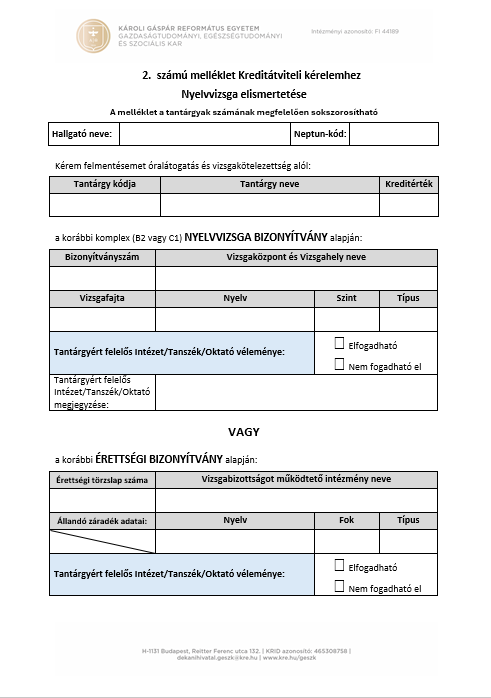 KÁROLI GÁSPÁR REFORMÁTUS EGYETEM
GAZDASÁGTUDOMÁNYI, EGÉSZSÉGTUDOMÁNYI
ÉS SZOCIÁLIS KAR
Intézményi azonosító: FI 44189
2. számú melléklet Kreditátviteli kérelemhez
Nyelvvizsga elismertetése
A melléklet a tantárgyak számának megfelelően sokszorosítható
Hallgató neve: Neptun-kód:
Kérem felmentésemet óralátogatás és vizsgakötelezettség alól:
Tantárgy kódja Tantárgy neve Kreditérték
a korábbi komplex (B2 vagy C1) NYELVVIZSGA BIZONYÍTVÁNY alapján:
Bizonyítványszám Vizsgaközpont és Vizsgahely neve
Vizsgafajta Nyelv Szint Típus
Tantárgyért felelős Intézet/Tanszék/Oktató véleménye:
Elfogadható
Nem fogadható el
Tantárgyért felelős
Intézet/Tanszék/Oktató
megjegyzése:
VAGY
a korábbi ÉRETTSÉGI BIZONYÍTVÁNY alapján:
Érettségi törzslap száma Vizsgabizottságot működtető intézmény neve
Állandó záradék adatai: Nyelv Fok Típus
Tantárgyért felelős Intézet/Tanszék/Oktató véleménye:
Elfogadható
Nem fogadható el
H-1131 Budapest, Reitter Ferenc utca 132. | KRID azonosító: 465308758 |
dekanihivatal.geszk@kre.hu | www.kre.hu/geszk